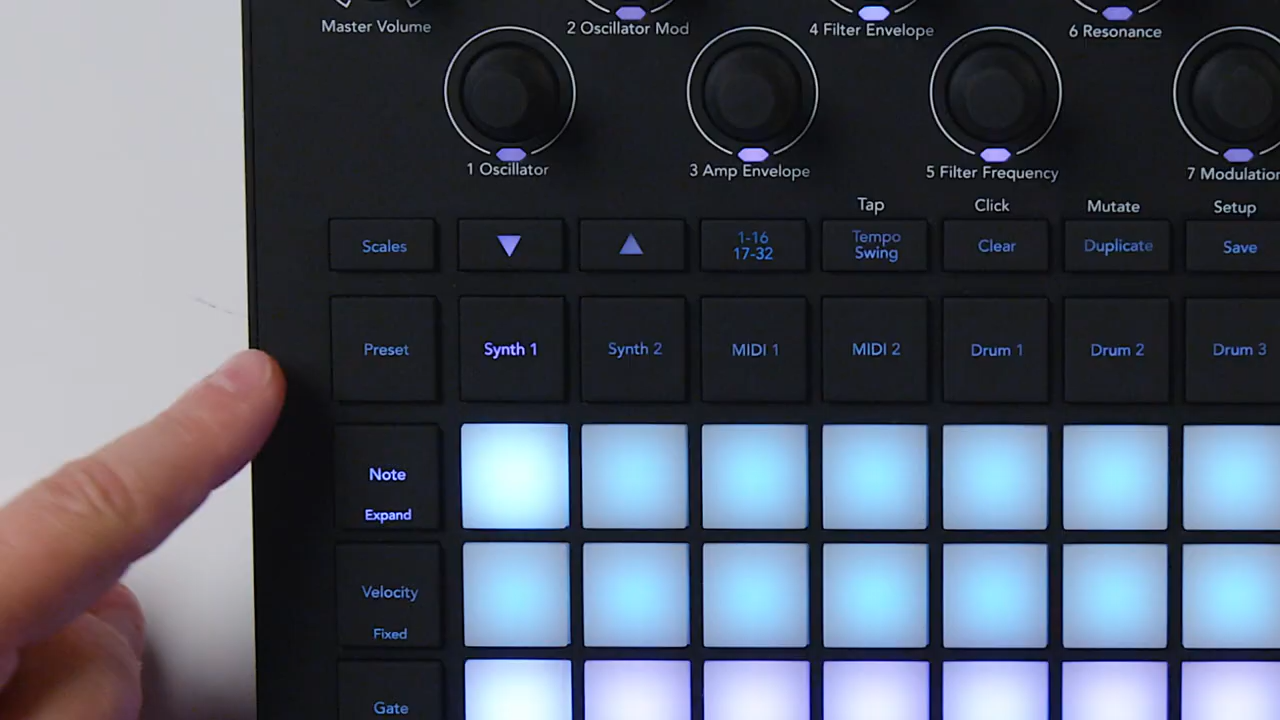 Master Volume
2 Oscillator Mod
4 Filter Envelope
6 Resonance
1 Oscillator
3 Amp Envelope
5 Filter Frequency
7 Modulation
Tap
Click
Mutate
Setup
Scales
1-16
17-32
Tempo
Swing
Clear
Duplicate
Save
Preset
Synth 1
Synth 2
MIDI 1
MIDI 2
Drum 1
Drum 2
Drum 3
Note
Expand
Velocity
Fixed
Gate